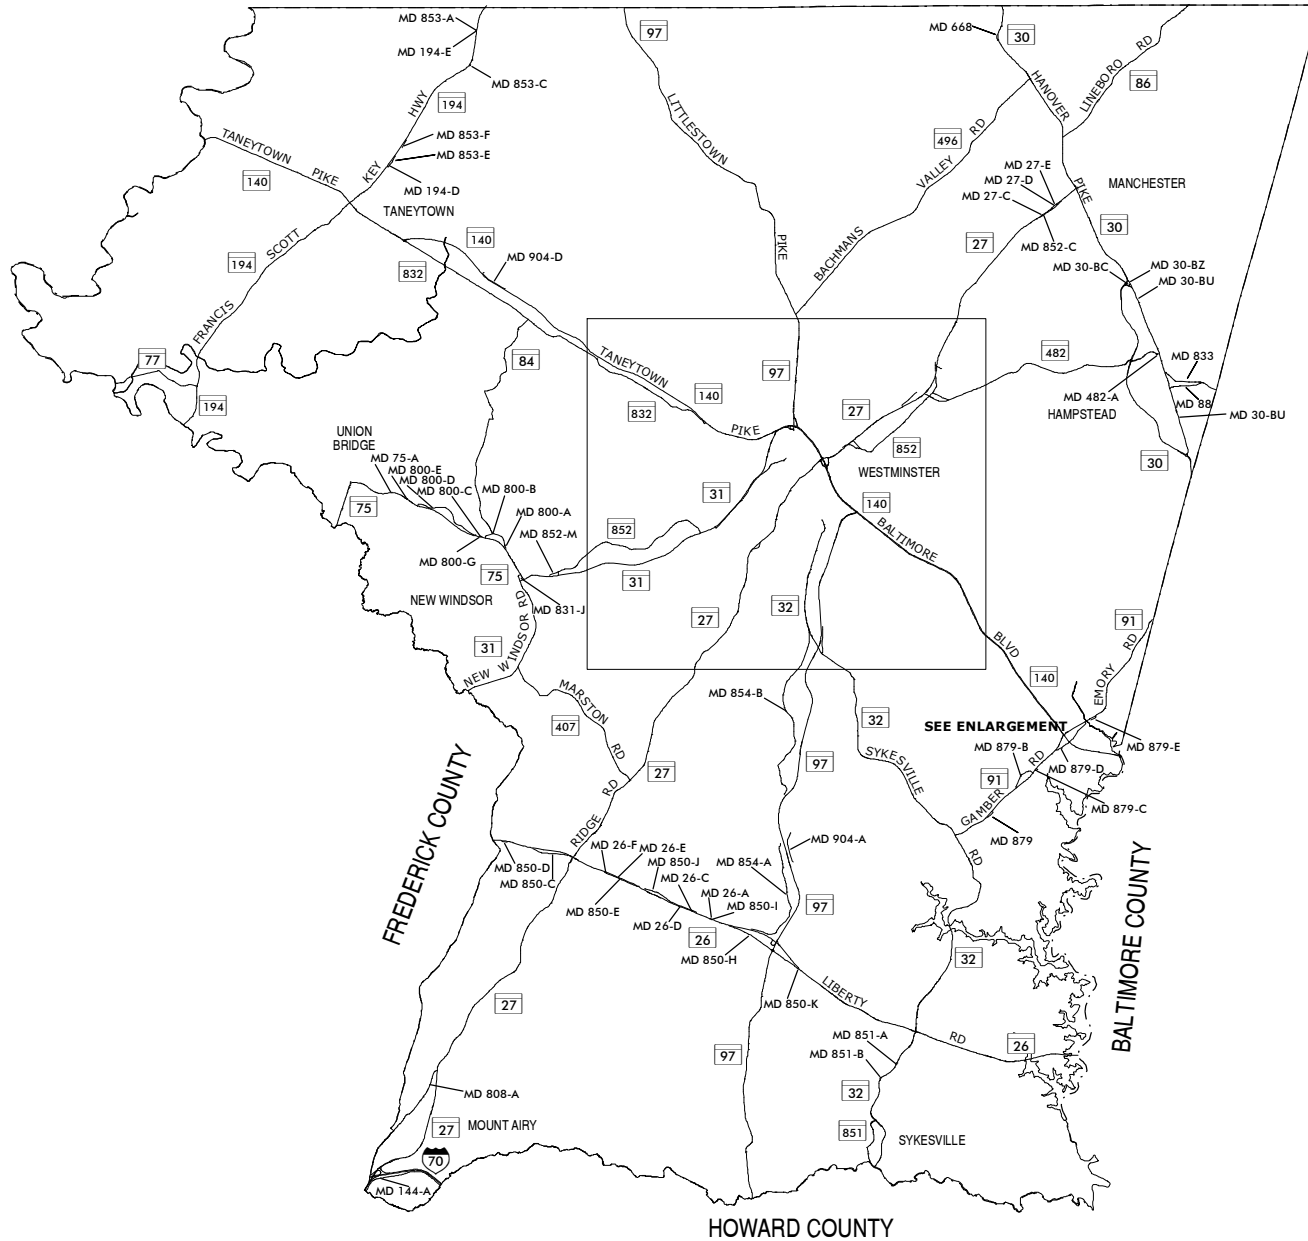 MD 853-A
97
MD 668
30
LINEBORO RD
MD 194-E
MD 853-C
HANOVER
86
HWY
194
LITTLESTOWN
TANEYTOWN
MD 853-F
496
VALLEY RD
MD 853-E
MD 27-E
140
PIKE
KEY
MD 194-D
MD 27-D
PIKE
MANCHESTER
MD 27-C
TANEYTOWN
30
SCOTT
140
PIKE
BACHMANS
27
MD 852-C
194
832
MD 904-D
MD 30-BC
MD 30-BZ
MD 30-BU
FRANCIS
77
84
TANEYTOWN
97
482
MD 833
140
27
MD 482-A
MD 88
194
832
HAMPSTEAD
MD 30-BU
UNION
BRIDGE
PIKE
852
MD 75-A
WESTMINSTER
30
MD 800-E
MD 800-D
MD 800-C
MD 800-B
31
75
MD 800-A
140
852
BALTIMORE
MD 852-M
MD 800-G
75
31
NEW WINDSOR
MD 831-J
32
27
91
31
NEW WINDSOR RD
BLVD
EMORY RD
MARSTON
MD 854-B
140
407
32
SEE ENLARGEMENT
RD
SYKESVILLE
MD 879-B
RD
MD 879-E
97
27
MD 879-D
91
RD
GAMBER
MD 879-C
FREDERICK COUNTY
RIDGE
MD 879
MD 26-F
MD 26-E
MD 904-A
RD
MD 850-D
MD 850-J
MD 854-A
MD 850-C
MD 26-C
MD 26-A
MD 850-E
MD 850-I
97
MD 26-D
26
BALTIMORE COUNTY
MD 850-H
32
27
LIBERTY
MD 850-K
MD 851-A
RD
97
MD 851-B
26
MD 808-A
32
27
MOUNT AIRY
851
SYKESVILLE
70
MD 144-A
HOWARD COUNTY